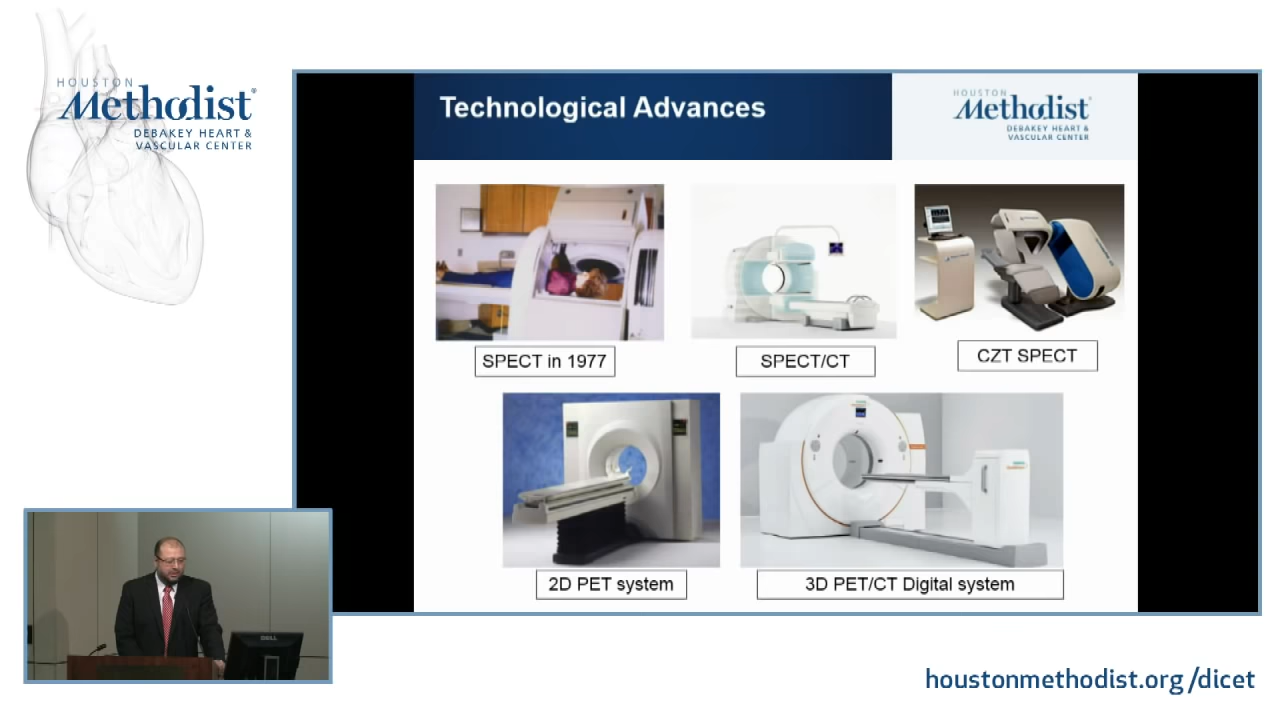 HOUSTON
Methodist®
DEBAKEY HEART &
VASCULAR CENTER
Technological Advances
HOUSTON
Methodist®
DEBAKEY HEART &
VASCULAR CENTER
SPECT in 1977
SPECT/CT
CZT SPECT
2D PET system
3D PET/CT Digital system
DELL
houstonmethodist.org/dicet